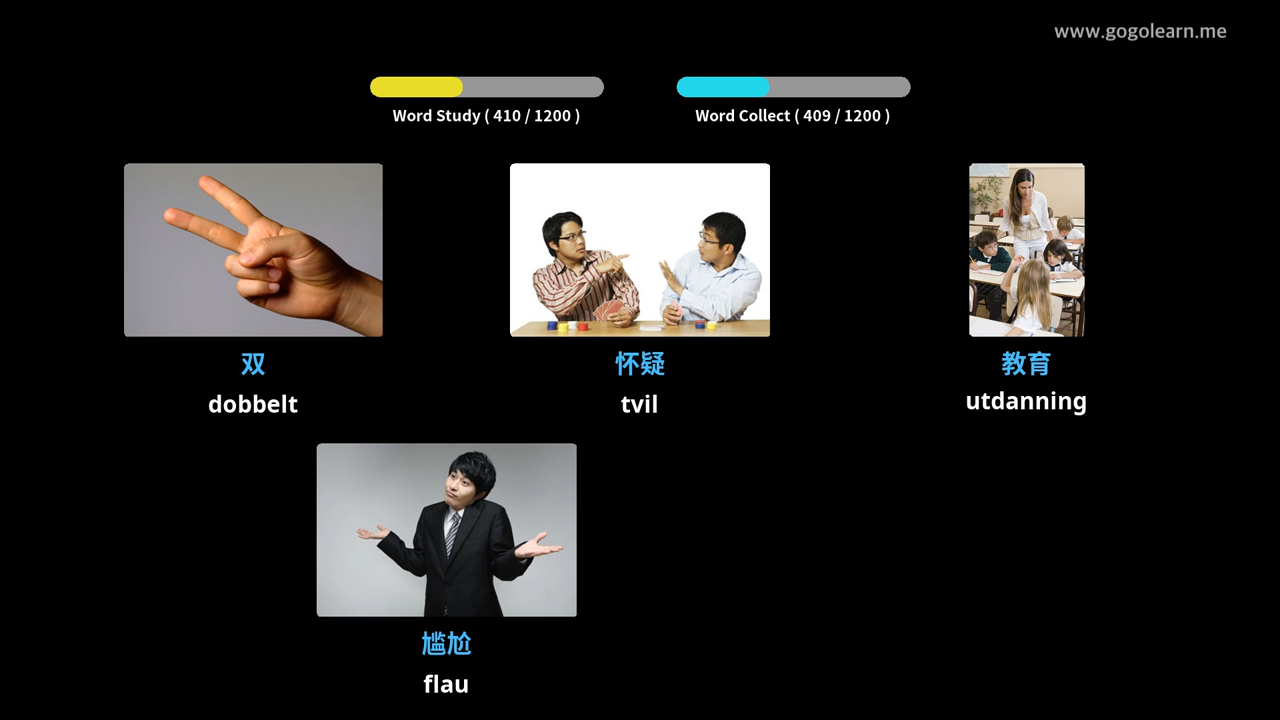 www.gogolearn.me
Word Study ( 410 / 1200 )
Word Collect ( 409 / 1200 )
双
dobbelt
怀疑
tvil
教育
utdanning
尴尬
flau